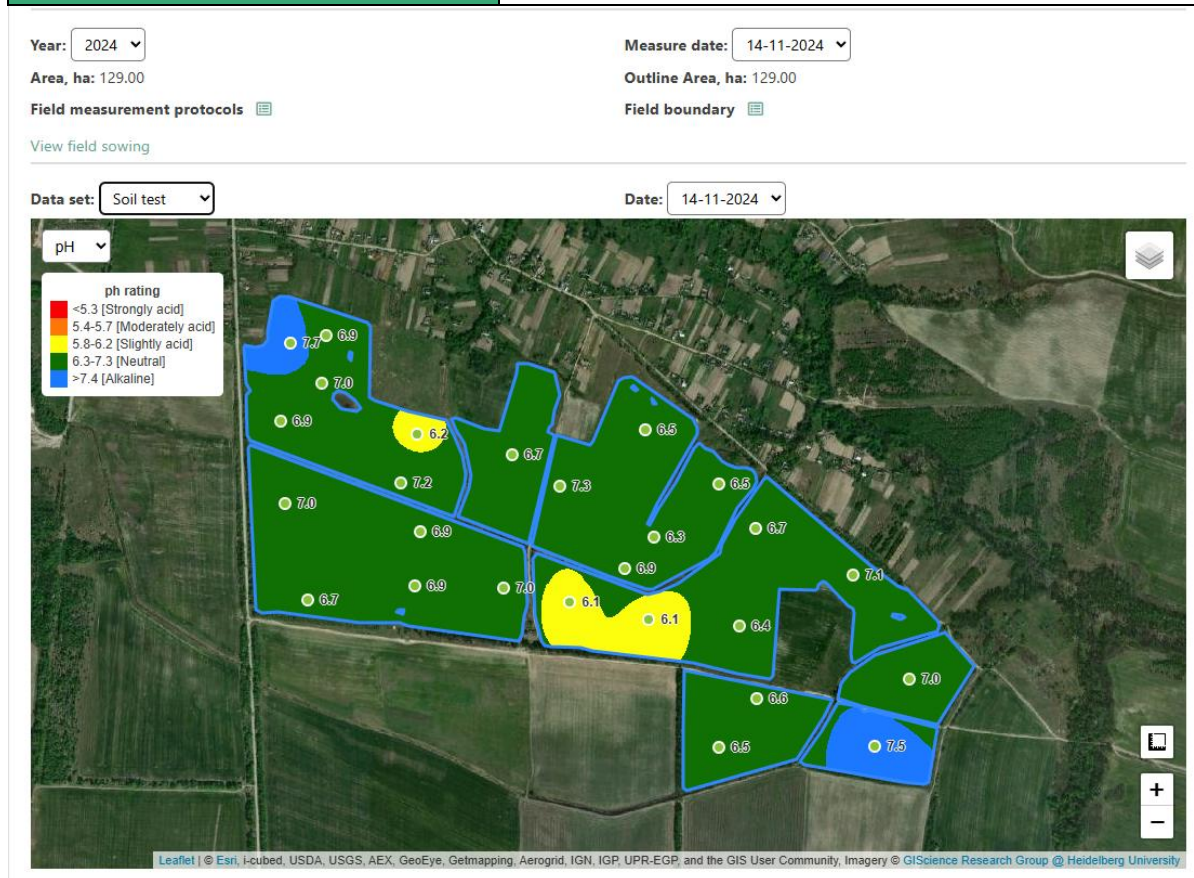 Year: 2024
Measure date: 14-11-2024
Area, ha: 129.00
Outline Area, ha: 129.00
Field measurement protocols
Field boundary
View field sowing
Data set: Soil test
Date: 14-11-2024
pH
ph rating
<5.3 [Strongly acid]
5.4-5.7 [Moderately acid]
5.8-6.2 [Slightly acid]
6.3-7.3 [Neutral]
>7.4 [Alkaline]
6.9
7.7
7.0
6.9
6.2
6.5
6.7
7.2
7.3
6.5
7.0
6.9
6.7
6.3
6.9
7.1
6.9
7.0
6.7
6.1
6.1
6.4
7.0
6.6
6.5
7.5
+
−
Leaflet | © Esri, i-cubed, USDA, USGS, AEX, GeoEye, Getmapping, Aerogrid, IGN, IGP, UPR-EGP, and the GIS User Community, Imagery © GIScience Research Group @ Heidelberg University